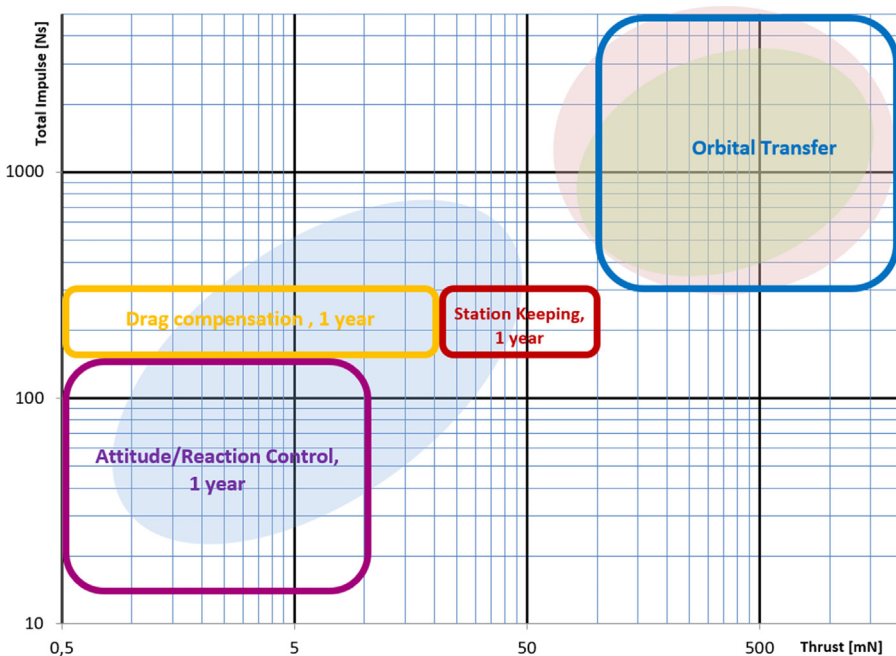 Total Impulse [Ns]
Orbital Transfer
1000
Drag compensation , 1 year
Station Keeping,
1 year
100
Attitude/Reaction Control,
1 year
10
0,5
5
50
500
Thrust [mN]